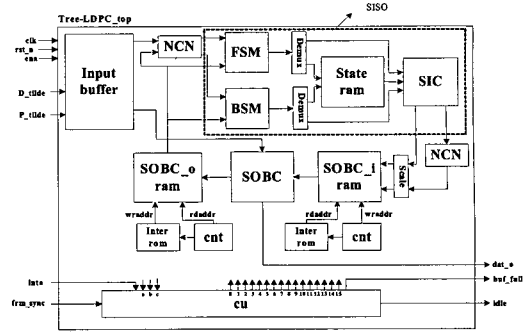 SISO
Tree-LDPC_top
clk
rst_n
ena
D_tilde
P_tilde
Input
buffer
NCN
FSM
BSM
Demux
Demux
State
ram
SIC
NCN
SOBC_o
ram
SOBC
SOBC_i
ram
Scale
wraddr
rdaddr
Inter
rom
cnt
rdaddr
wraddr
Inter
rom
cnt
dat_o
buf_full
idle
frm_sync
a b c
0 1 2 3 4 5 6 7 8 9 10 11 12 13 14 15
cu